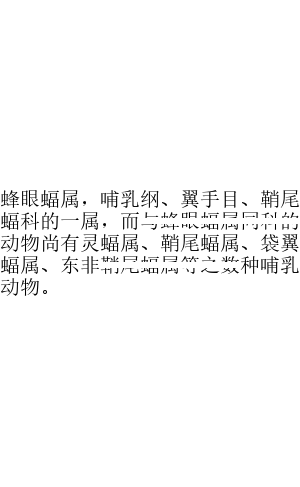 蜂眼蝠属，哺乳纲、翼手目、鞘尾
蝠科的一属，而与蜂眼蝠属同科的
动物尚有灵蝠属、鞘尾蝠属、袋翼
蝠属、东非鞘尾蝠属等之数种哺乳
动物。